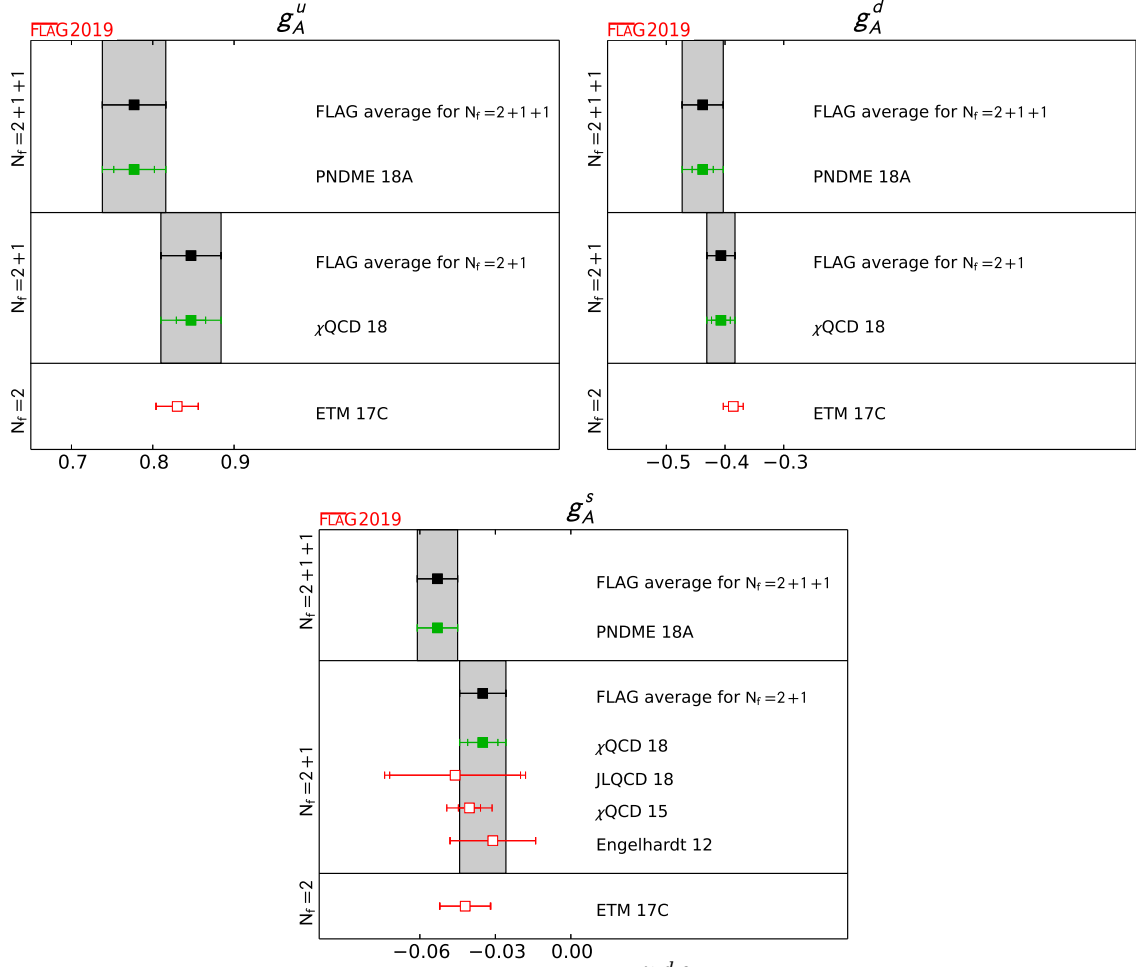 g_A^u
FLAG2019
N_f=2+1+1
FLAG average for N_f=2+1+1
PNDME 18A
N_f=2+1
FLAG average for N_f=2+1
χQCD 18
N_f=2
ETM 17C
0.7 0.8 0.9
g_A^d
FLAG2019
N_f=2+1+1
FLAG average for N_f=2+1+1
PNDME 18A
N_f=2+1
FLAG average for N_f=2+1
χQCD 18
N_f=2
ETM 17C
−0.5 −0.4 −0.3
g_A^s
FLAG2019
N_f=2+1+1
FLAG average for N_f=2+1+1
PNDME 18A
N_f=2+1
FLAG average for N_f=2+1
χQCD 18
JLQCD 18
χQCD 15
Engelhardt 12
N_f=2
ETM 17C
−0.06 −0.03 0.00